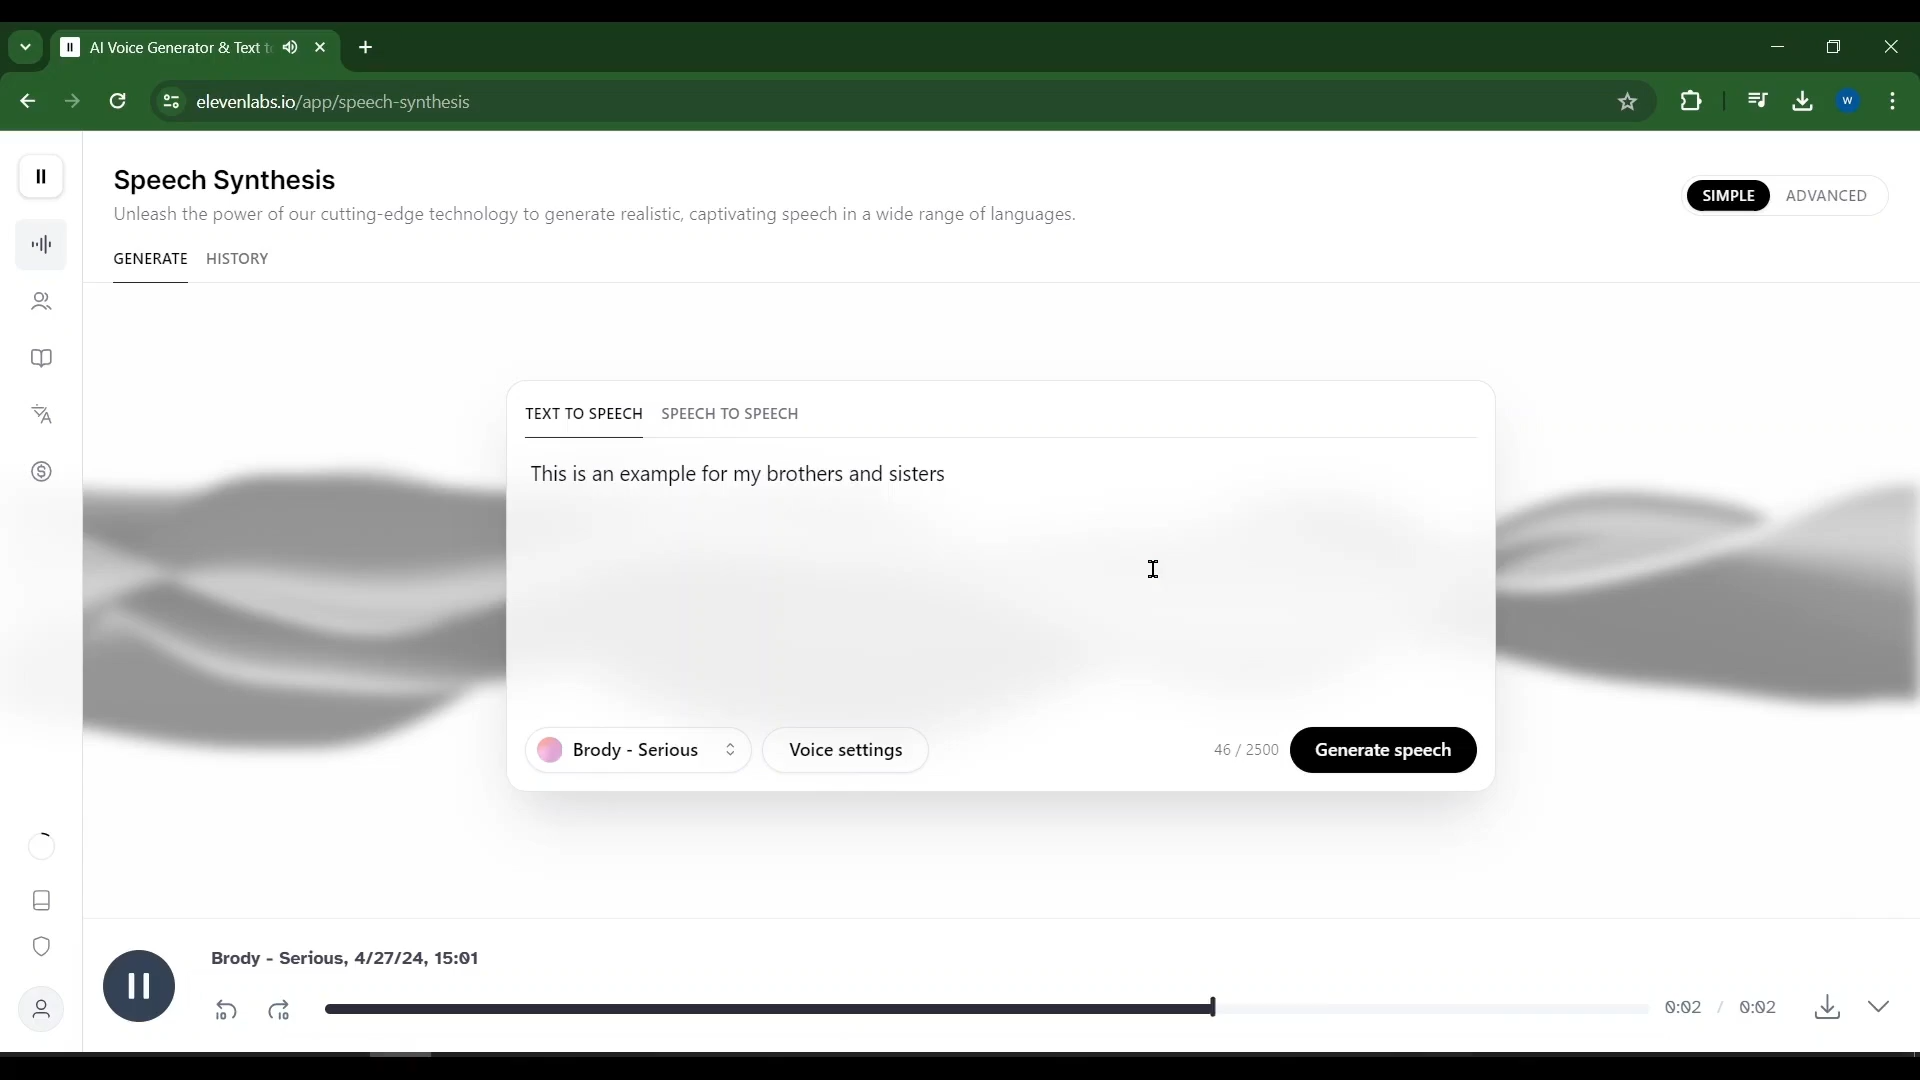 AI Voice Generator & Text t
elevenlabs.io/app/speech-synthesis
W
Speech Synthesis
Unleash the power of our cutting-edge technology to generate realistic, captivating speech in a wide range of languages.
SIMPLE ADVANCED
GENERATE HISTORY
TEXT TO SPEECH SPEECH TO SPEECH
This is an example for my brothers and sisters
Brody - Serious Voice settings 46 / 2500 Generate speech
Brody - Serious, 4/27/24, 15:01
10 10 0:02 / 0:02